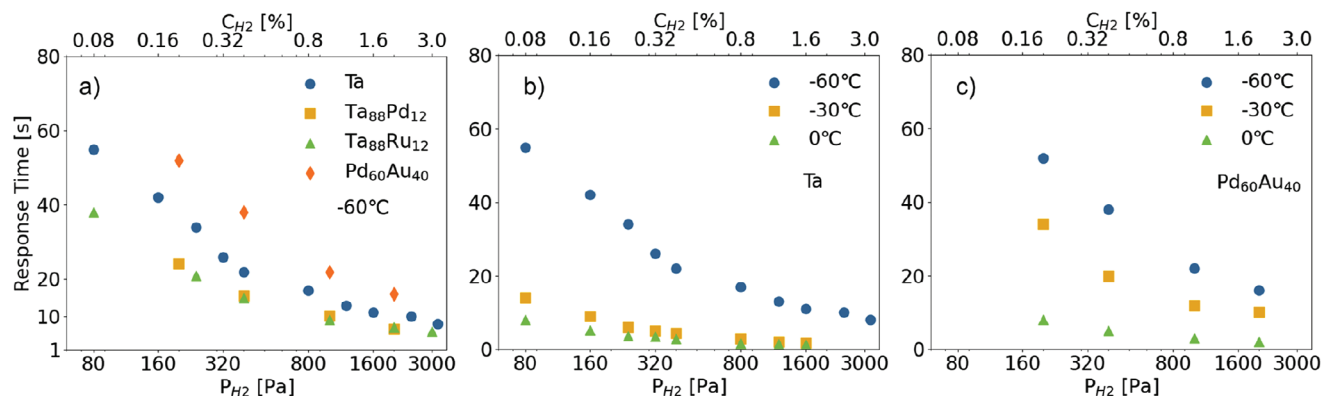 C_H2 [%]
0.08 0.16 0.32 0.8 1.6 3.0
a)
Response Time [s]
80
60
40
20
10
1
Ta
Ta₈₈Pd₁₂
Ta₈₈Ru₁₂
Pd₆₀Au₄₀
-60℃
80 160 320 800 1600 3000
P_H2 [Pa]
C_H2 [%]
0.08 0.16 0.32 0.8 1.6 3.0
b)
80
60
40
20
0
-60℃
-30℃
0℃
Ta
80 160 320 800 1600 3000
P_H2 [Pa]
C_H2 [%]
0.08 0.16 0.32 0.8 1.6 3.0
c)
80
60
40
20
0
-60℃
-30℃
0℃
Pd₆₀Au₄₀
80 160 320 800 1600 3000
P_H2 [Pa]